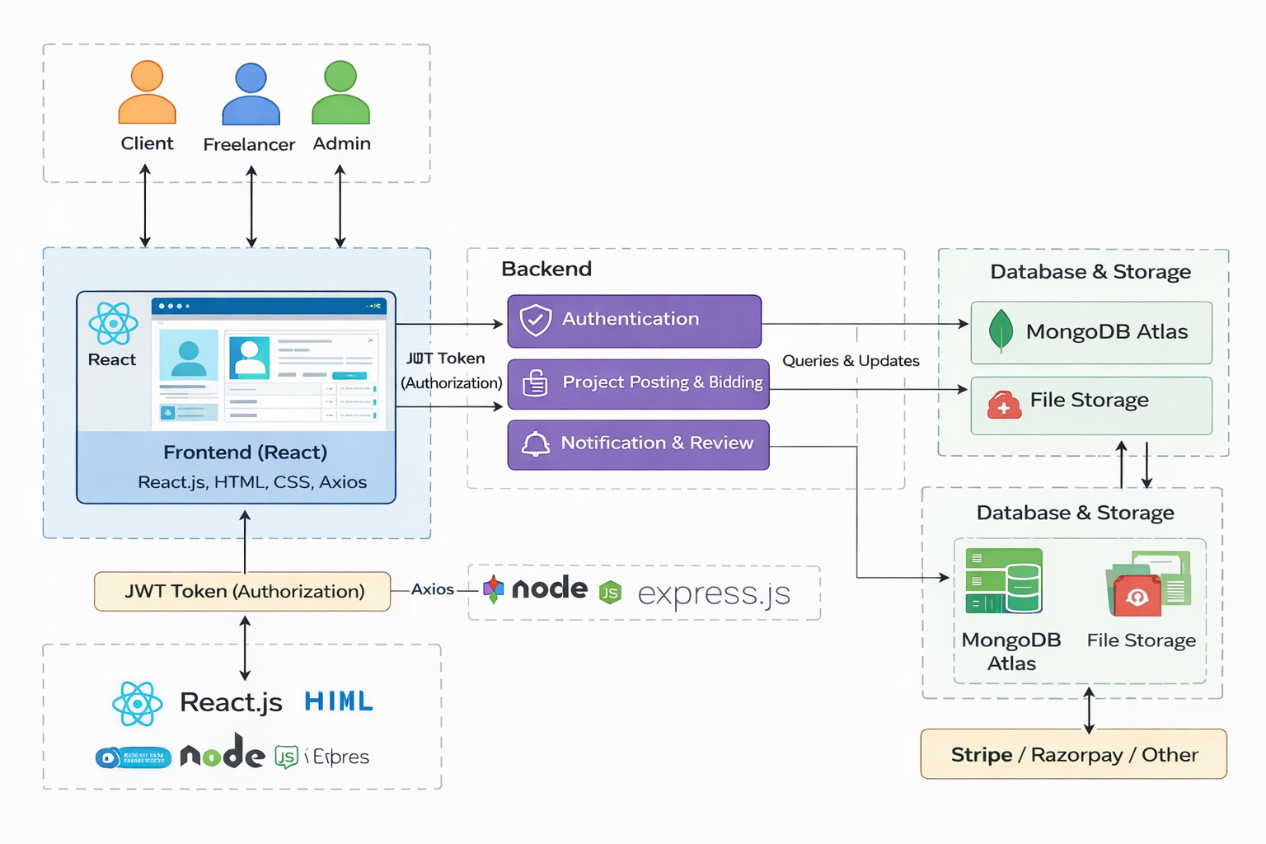 Client
Freelancer
Admin
React
Frontend (React)
React.js, HTML, CSS, Axios
JWT Token
(Authorization)
Backend
Authentication
Project Posting & Bidding
Notification & Review
Queries & Updates
Database & Storage
MongoDB Atlas
File Storage
Database & Storage
MongoDB
Atlas
File Storage
Stripe / Razorpay / Other
JWT Token (Authorization)
Axios
node
JS
express.js
React.js
HIML
node
JS
Expres